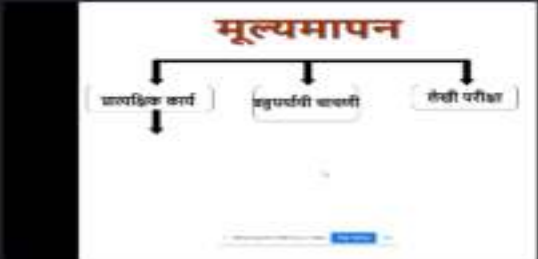 मूल्यमापन
प्रात्यक्षिक कार्य
बहुपर्यायी चाचणी
लेखी परीक्षा